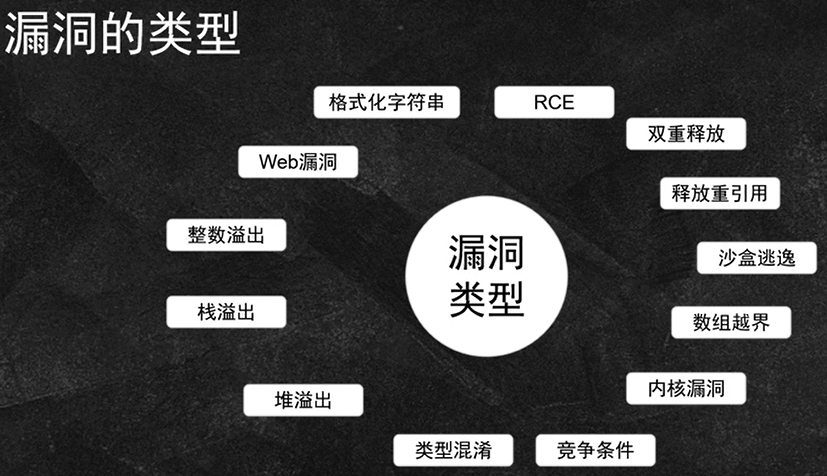 漏洞的类型
格式化字符串
RCE
双重释放
Web漏洞
释放重引用
整数溢出
漏洞
类型
沙盒逃逸
栈溢出
数组越界
内核漏洞
堆溢出
类型混淆
竞争条件